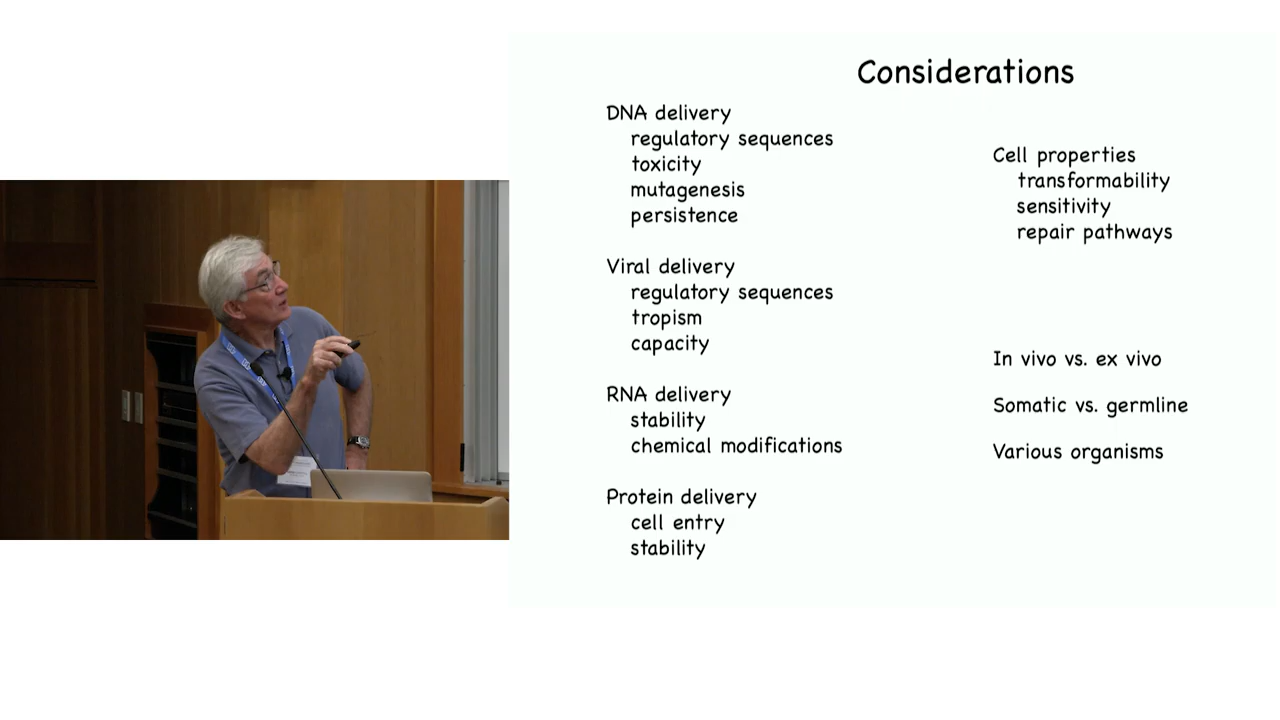 Considerations
DNA delivery
regulatory sequences
toxicity
mutagenesis
persistence
Viral delivery
regulatory sequences
tropism
capacity
RNA delivery
stability
chemical modifications
Protein delivery
cell entry
stability
Cell properties
transformability
sensitivity
repair pathways
In vivo vs. ex vivo
Somatic vs. germline
Various organisms